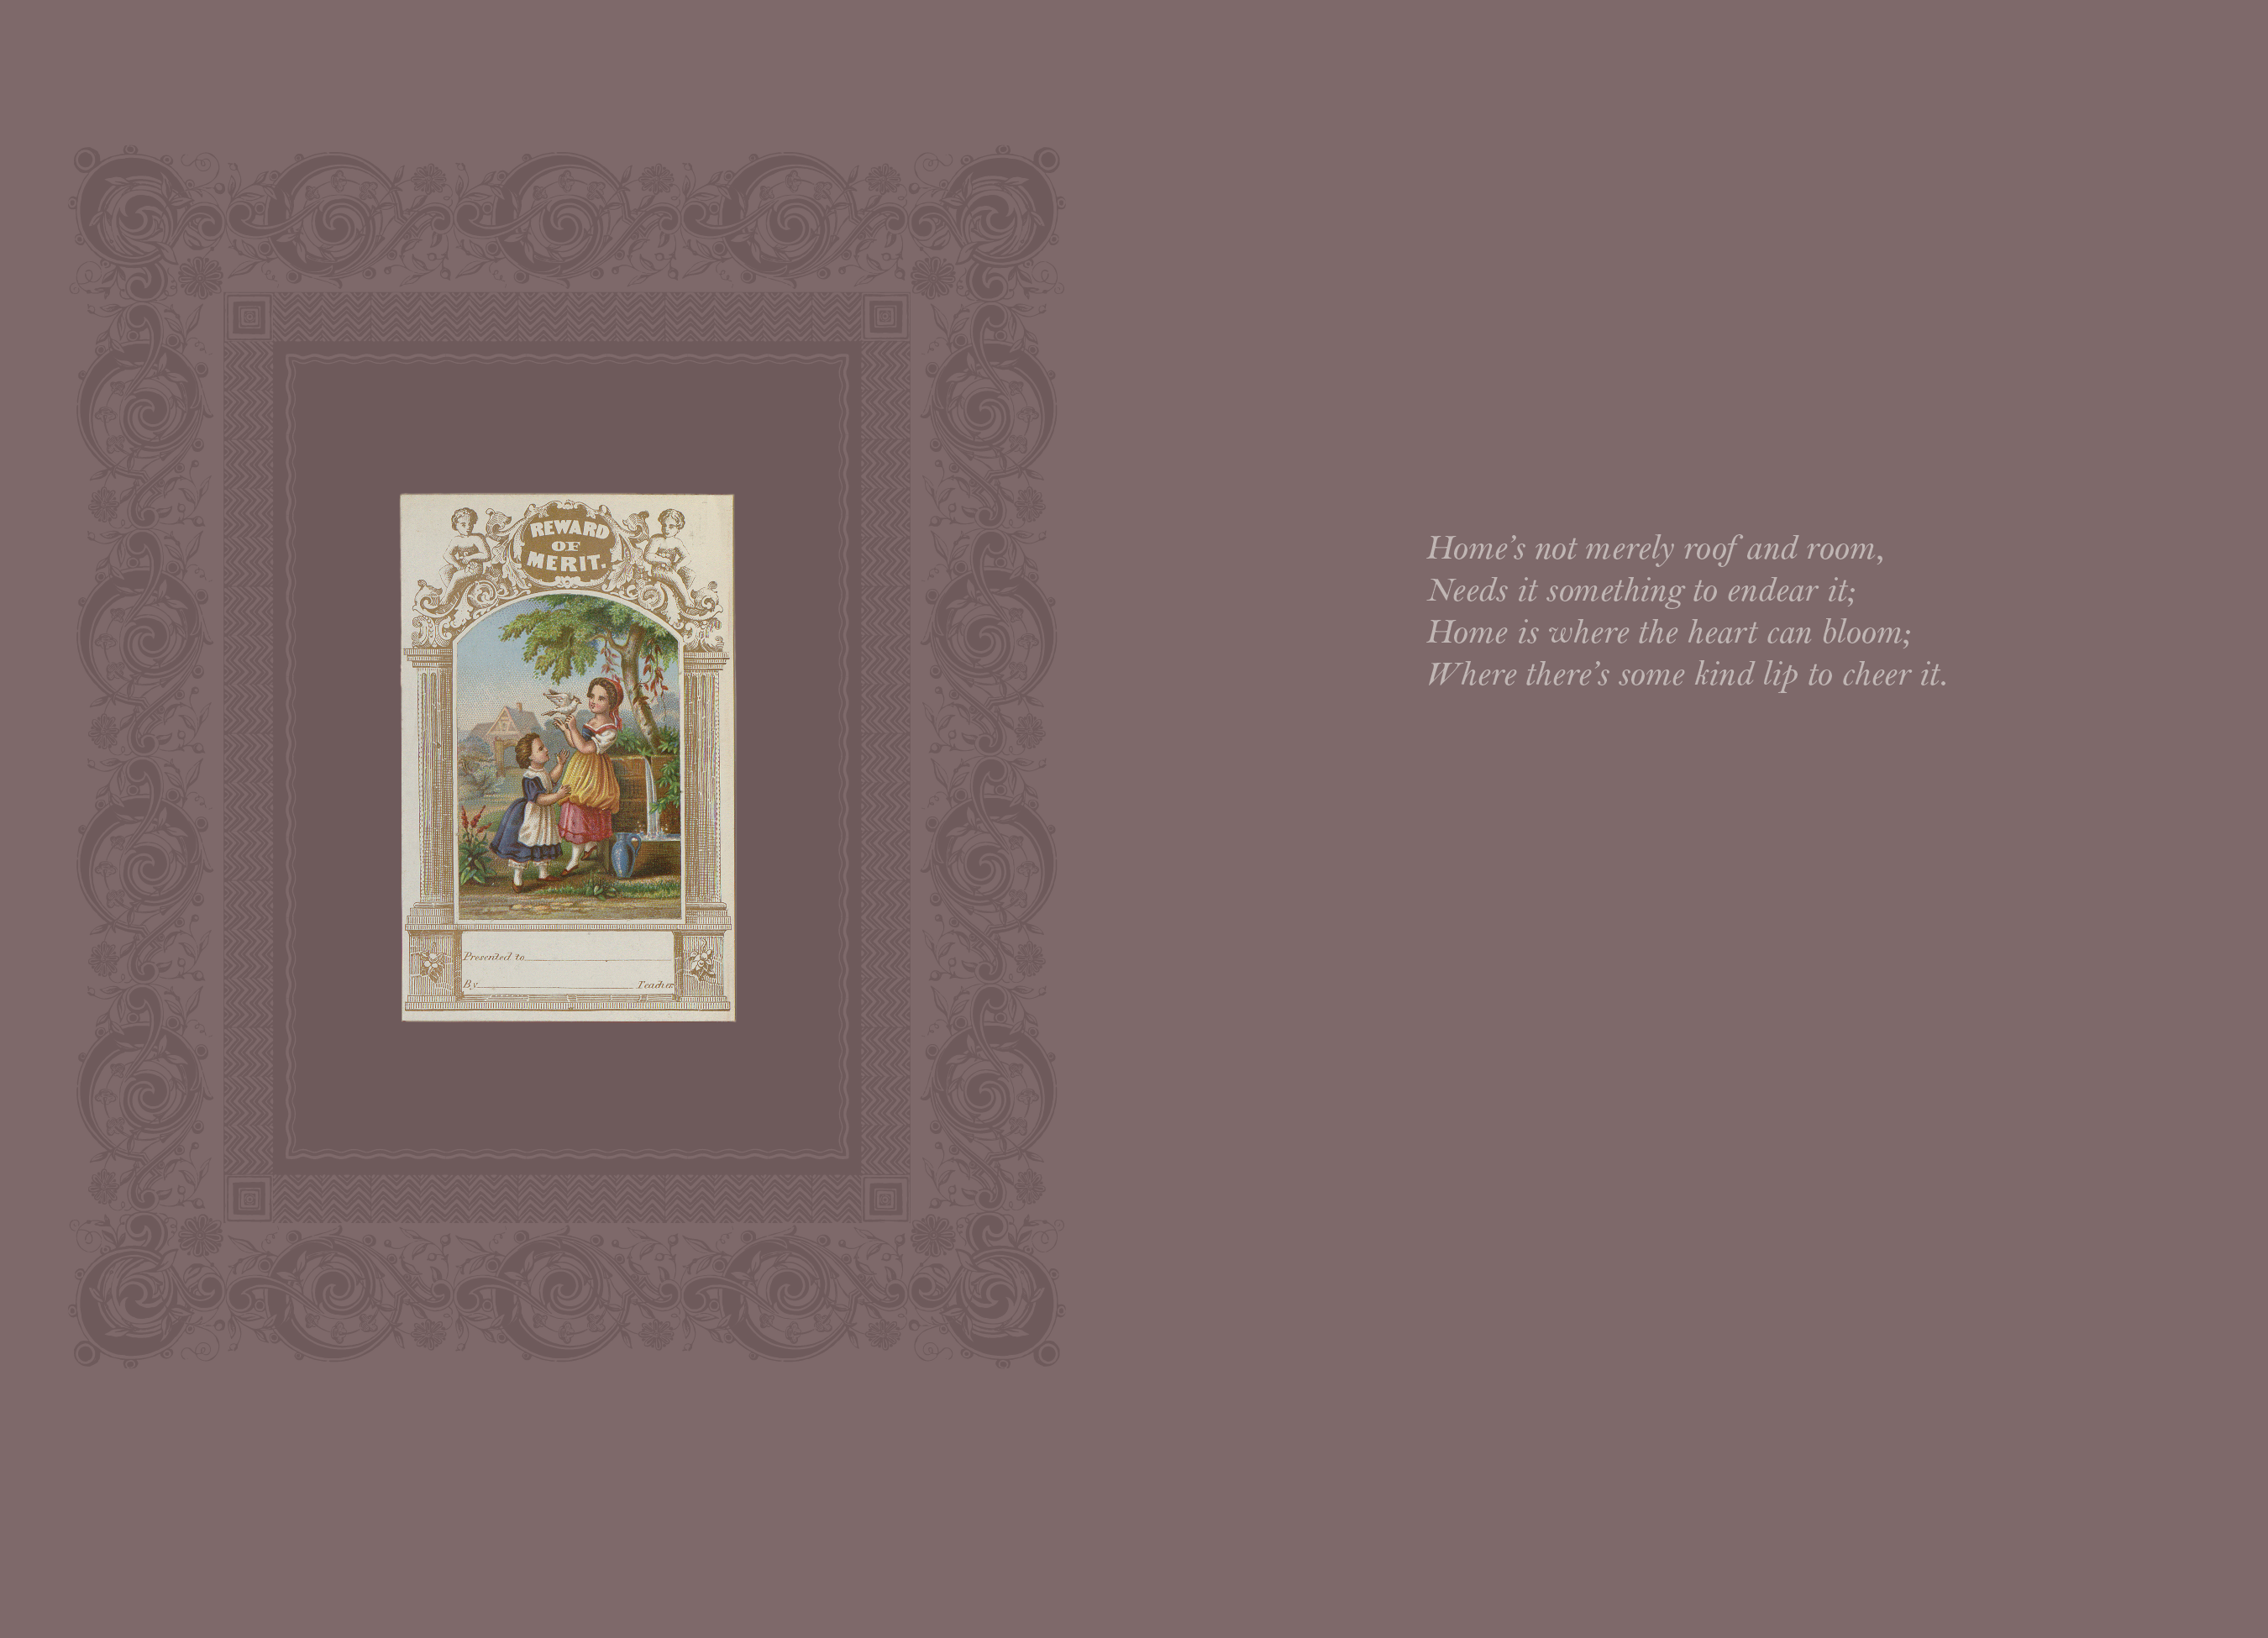 REWARD
OF
MERIT.
Presented to
By Teacher
Home’s not merely roof and room,
Needs it something to endear it;
Home is where the heart can bloom;
Where there’s some kind lip to cheer it.